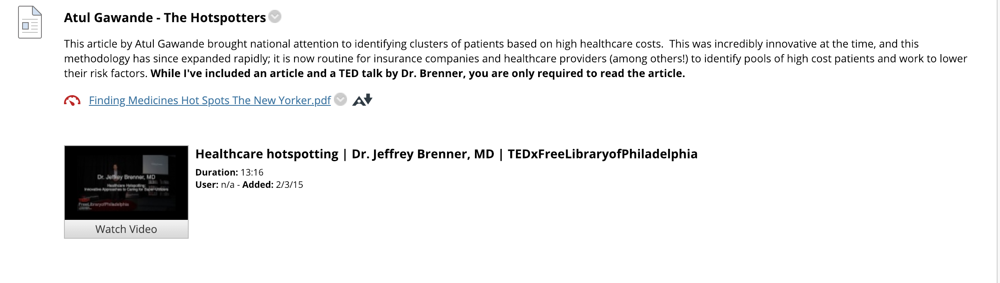 Atul Gawande - The Hotspotters
This article by Atul Gawande brought national attention to identifying clusters of patients based on high healthcare costs.  This was incredibly innovative at the time, and this
methodology has since expanded rapidly; it is now routine for insurance companies and healthcare providers (among others!) to identify pools of high cost patients and work to lower
their risk factors. While I've included an article and a TED talk by Dr. Brenner, you are only required to read the article.
Finding Medicines Hot Spots The New Yorker.pdf
Healthcare hotspotting | Dr. Jeffrey Brenner, MD | TEDxFreeLibraryofPhiladelphia
Duration: 13:16
User: n/a - Added: 2/3/15
Dr. Jeffrey Brenner, MD
Healthcare Hotspotting:
Innovative Approaches to Caring for Super-Utilizers
TEDx
FreeLibraryofPhiladelphia
Watch Video